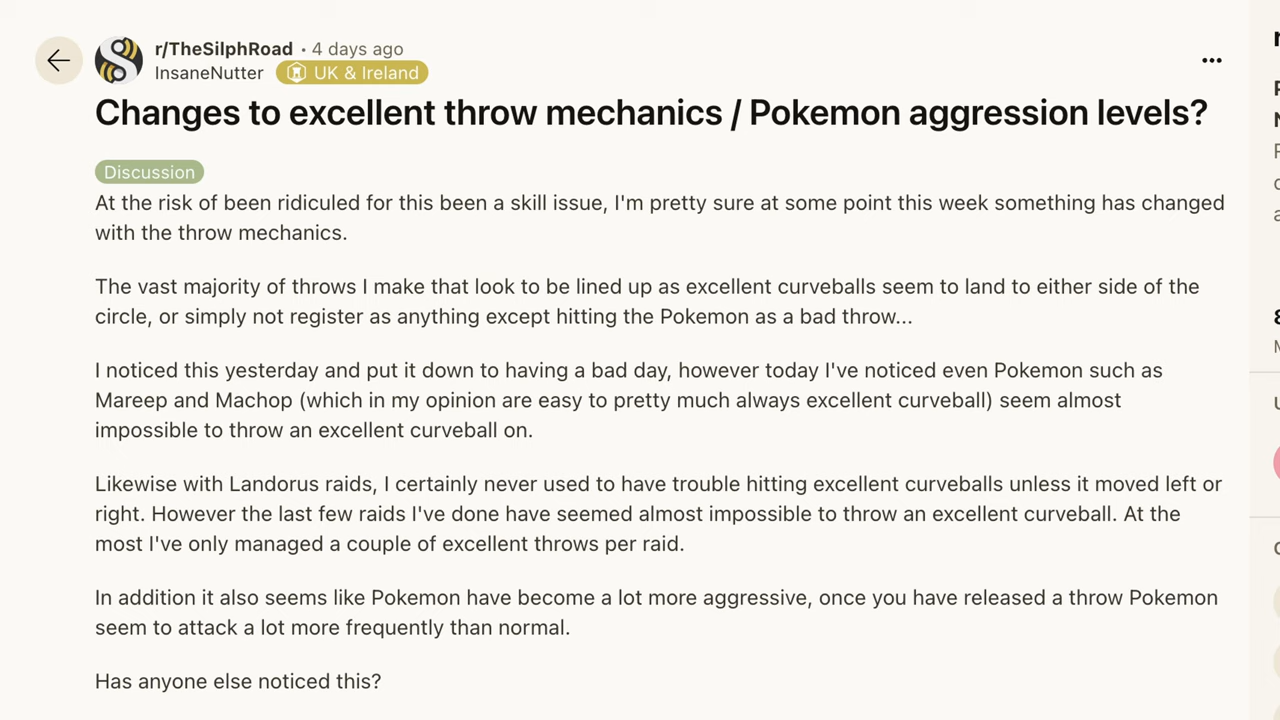 r/TheSilphRoad • 4 days ago
InsaneNutter UK & Ireland
Changes to excellent throw mechanics / Pokemon aggression levels?
Discussion
At the risk of been ridiculed for this been a skill issue, I'm pretty sure at some point this week something has changed
with the throw mechanics.
The vast majority of throws I make that look to be lined up as excellent curveballs seem to land to either side of the
circle, or simply not register as anything except hitting the Pokemon as a bad throw...
I noticed this yesterday and put it down to having a bad day, however today I've noticed even Pokemon such as
Mareep and Machop (which in my opinion are easy to pretty much always excellent curveball) seem almost
impossible to throw an excellent curveball on.
Likewise with Landorus raids, I certainly never used to have trouble hitting excellent curveballs unless it moved left or
right. However the last few raids I've done have seemed almost impossible to throw an excellent curveball. At the
most I've only managed a couple of excellent throws per raid.
In addition it also seems like Pokemon have become a lot more aggressive, once you have released a throw Pokemon
seem to attack a lot more frequently than normal.
Has anyone else noticed this?